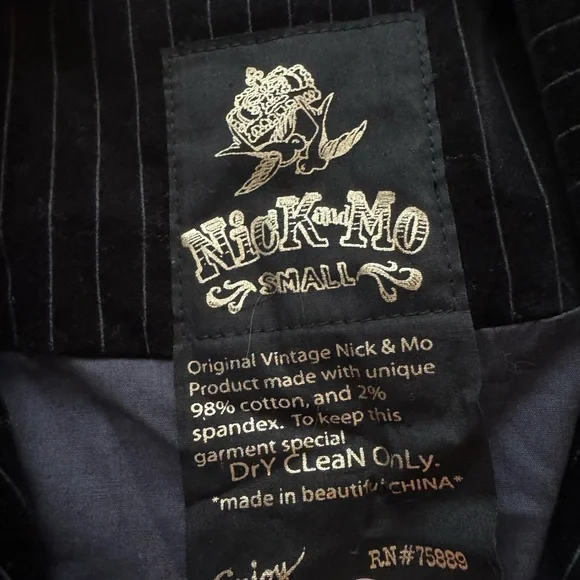 Nick and Mo
SMALL
Original Vintage Nick & Mo
Product made with unique
98% cotton, and 2%
spandex. To keep this
garment special
DrY CLeaN OnLy.
*made in beautiful CHINA*
Enjoy
RN#75889